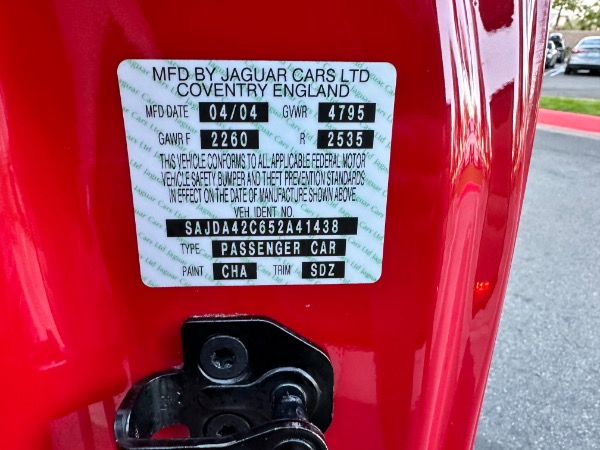 MFD BY JAGUAR CARS LTD
COVENTRY ENGLAND
MFD DATE 04/04 GVWR 4795
GAWR F 2260 R 2535
THIS VEHICLE CONFORMS TO ALL APPLICABLE FEDERAL MOTOR
VEHICLE SAFETY BUMPER AND THEFT PREVENTION STANDARDS
IN EFFECT ON THE DATE OF MANUFACTURE SHOWN ABOVE
VEH. IDENT NO.
SAJDA42C652A41438
TYPE PASSENGER CAR
PAINT CHA TRIM SDZ